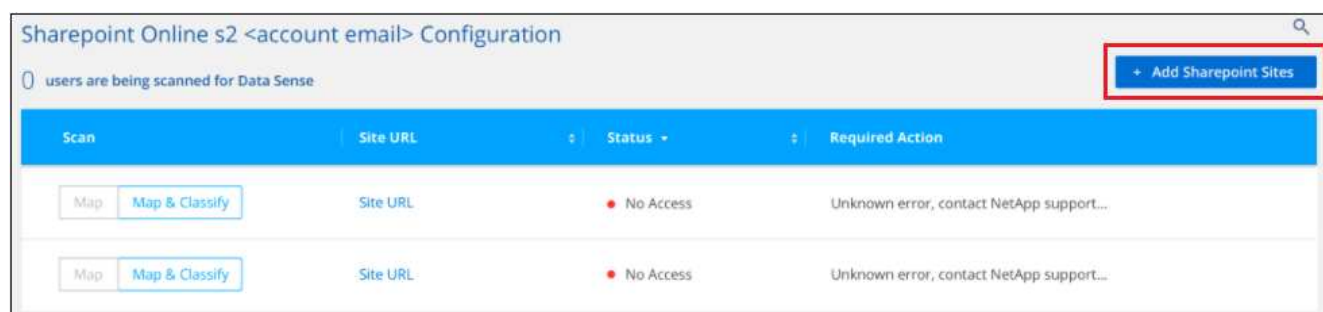 Sharepoint Online s2 <account email> Configuration
0 users are being scanned for Data Sense
+ Add Sharepoint Sites
Scan Site URL Status Required Action
Map Map & Classify Site URL No Access Unknown error, contact NetApp support...
Map Map & Classify Site URL No Access Unknown error, contact NetApp support...